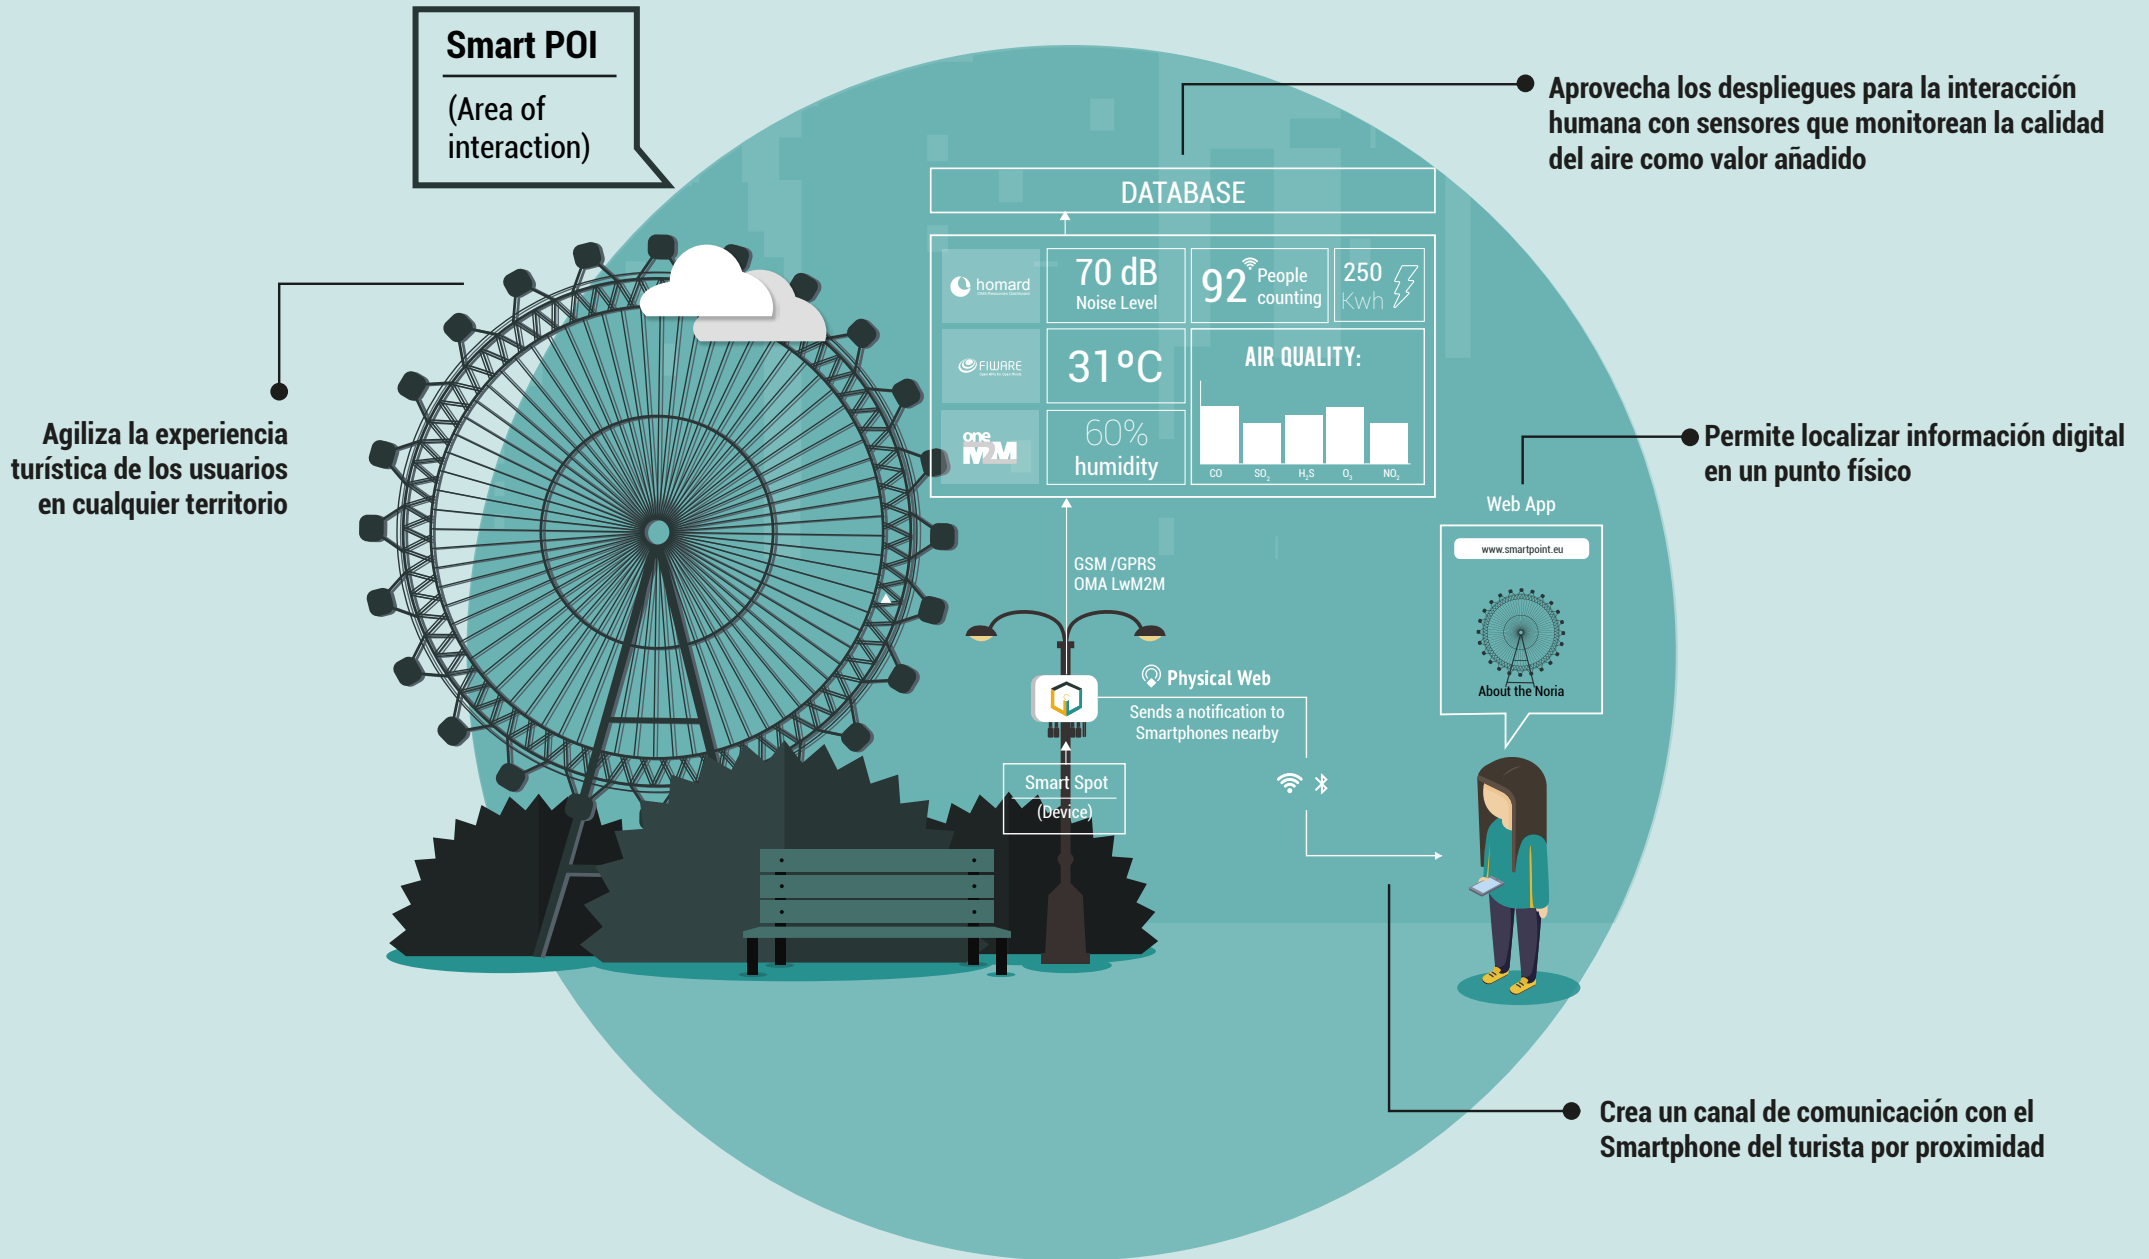 Smart POI
(Area of
interaction)
Aprovecha los despliegues para la interacción
humana con sensores que monitorean la calidad
del aire como valor añadido
DATABASE
homard
70 dB
Noise Level
92 People
counting
250
Kwh
FIWARE
31ºC
AIR QUALITY:
CO SO₂ H₂S O₃ NO₂
one
M2M
60%
humidity
Agiliza la experiencia
turística de los usuarios
en cualquier territorio
Permite localizar información digital
en un punto físico
Web App
www.smartpoint.eu
About the Noria
GSM /GPRS
OMA LwM2M
Physical Web
Sends a notification to
Smartphones nearby
Smart Spot
(Device)
Crea un canal de comunicación con el
Smartphone del turista por proximidad